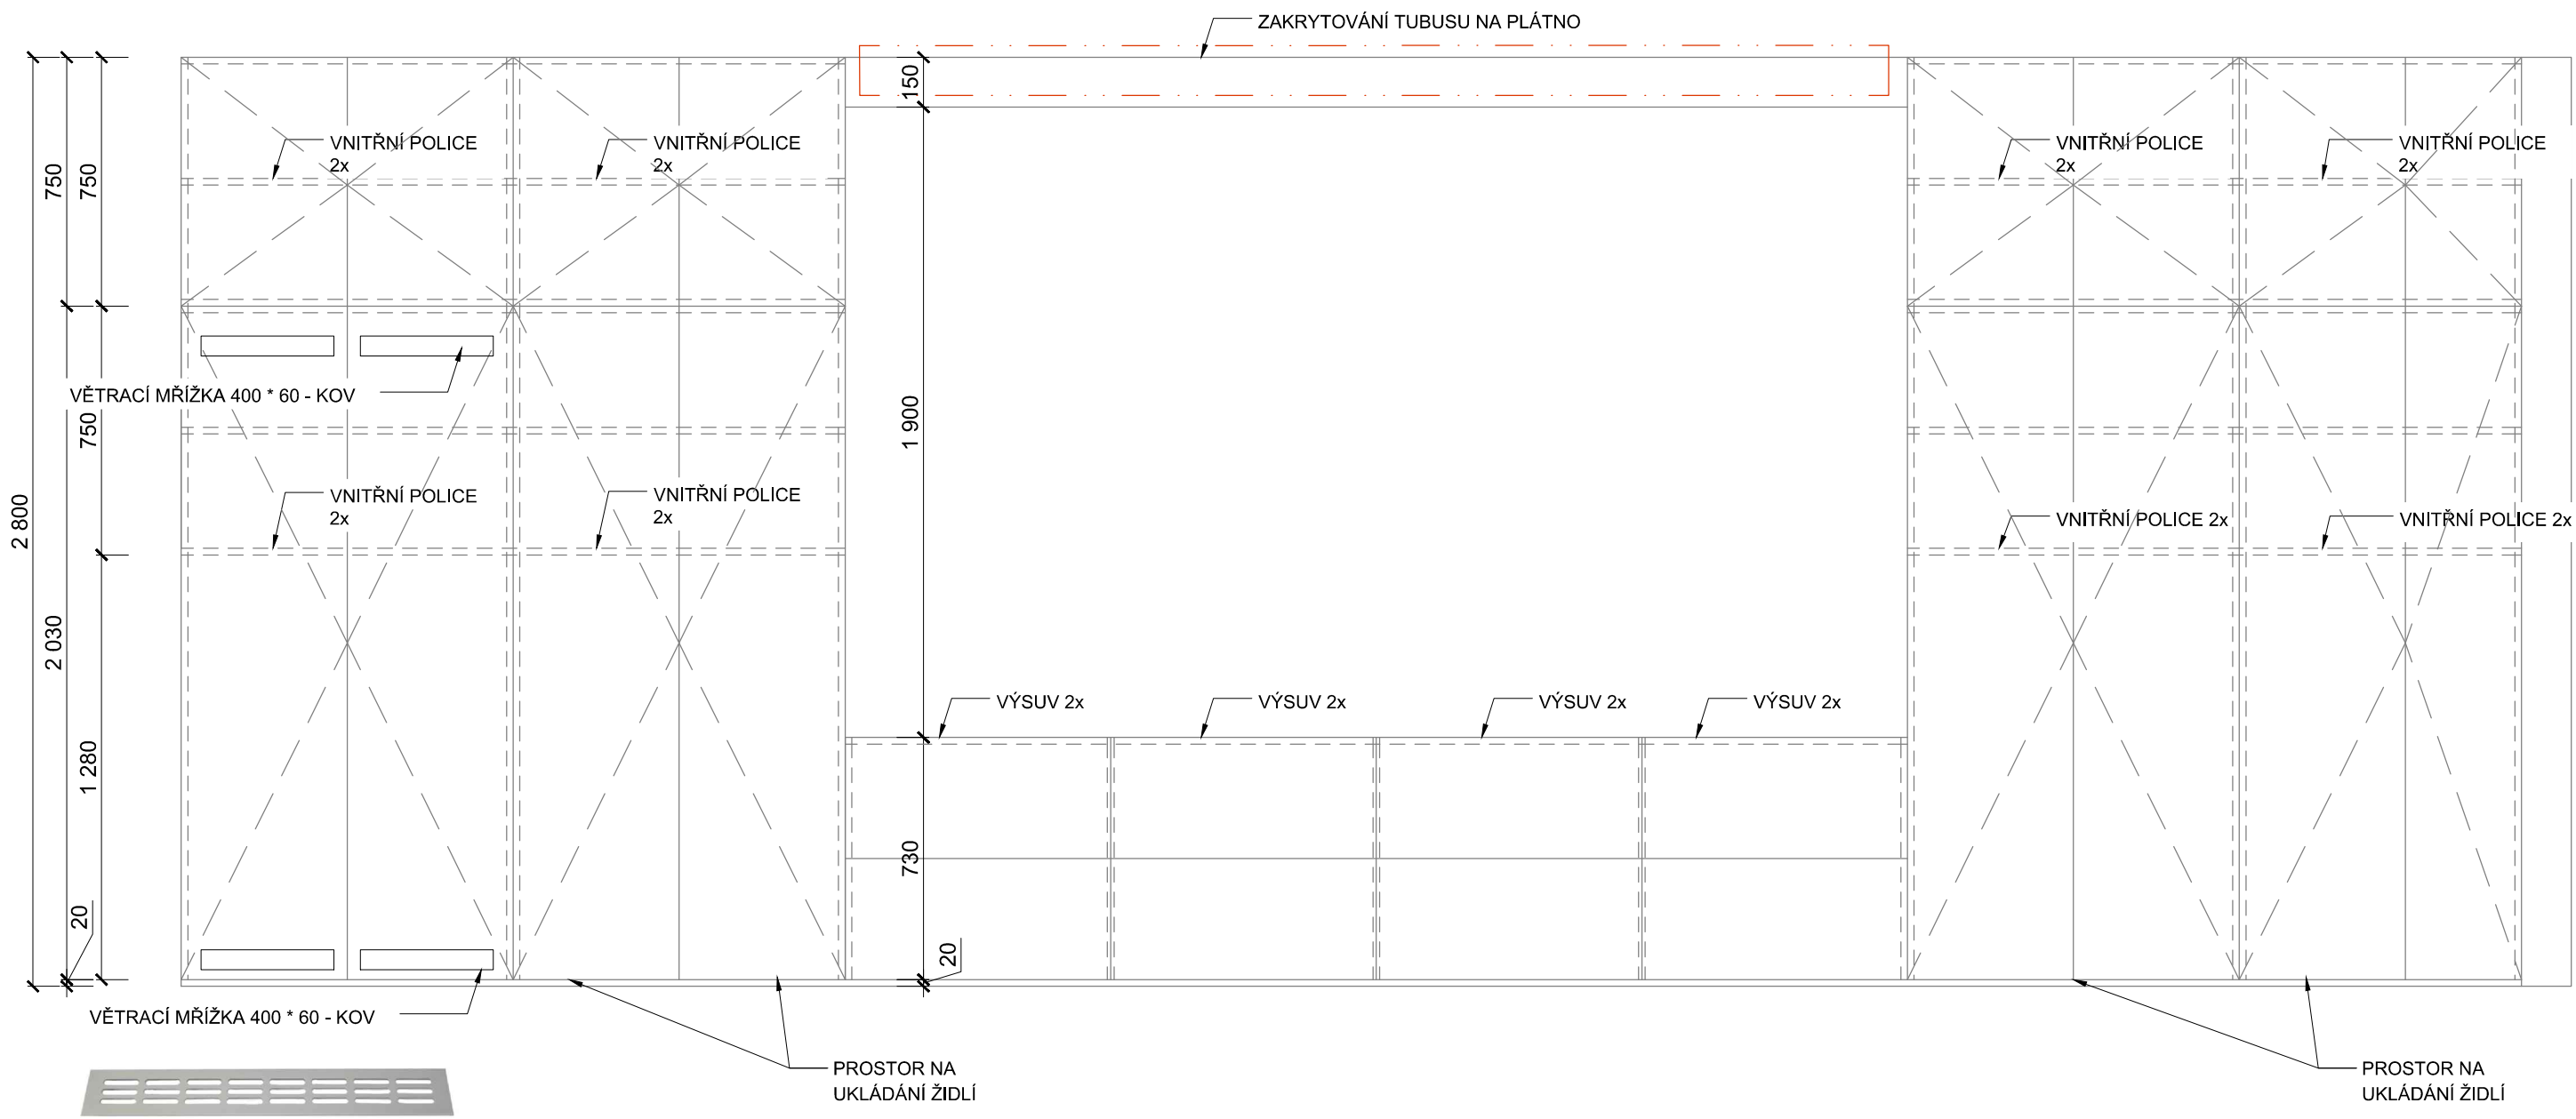 ZAKRYTOVÁNÍ TUBUSU NA PLÁTNO
150
VNITŘNÍ POLICE
2x
VNITŘNÍ POLICE
2x
VNITŘNÍ POLICE
2x
VNITŘNÍ POLICE
2x
750
750
VĚTRACÍ MŘÍŽKA 400 * 60 - KOV
750
1 900
VNITŘNÍ POLICE
2x
VNITŘNÍ POLICE
2x
VNITŘNÍ POLICE 2x
VNITŘNÍ POLICE 2x
2 800
2 030
1 280
VÝSUV 2x
VÝSUV 2x
VÝSUV 2x
VÝSUV 2x
730
20
20
VĚTRACÍ MŘÍŽKA 400 * 60 - KOV
PROSTOR NA
UKLÁDÁNÍ ŽIDLÍ
PROSTOR NA
UKLÁDÁNÍ ŽIDLÍ